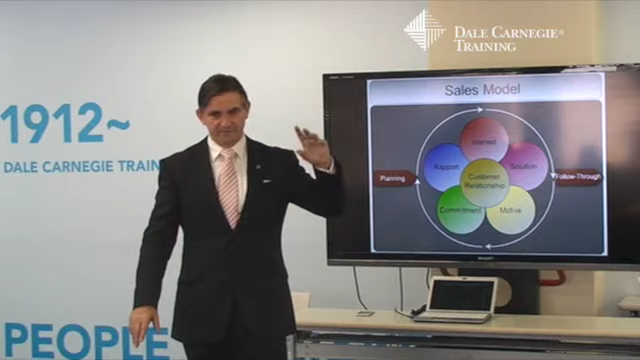 DALE CARNEGIE®
TRAINING
1912~
DALE CARNEGIE TRAIN
PEOPLE
Sales Model
Interest
Rapport
Solution
Planning
Customer
Relationship
Follow-Through
Commitment
Motive
SHARP